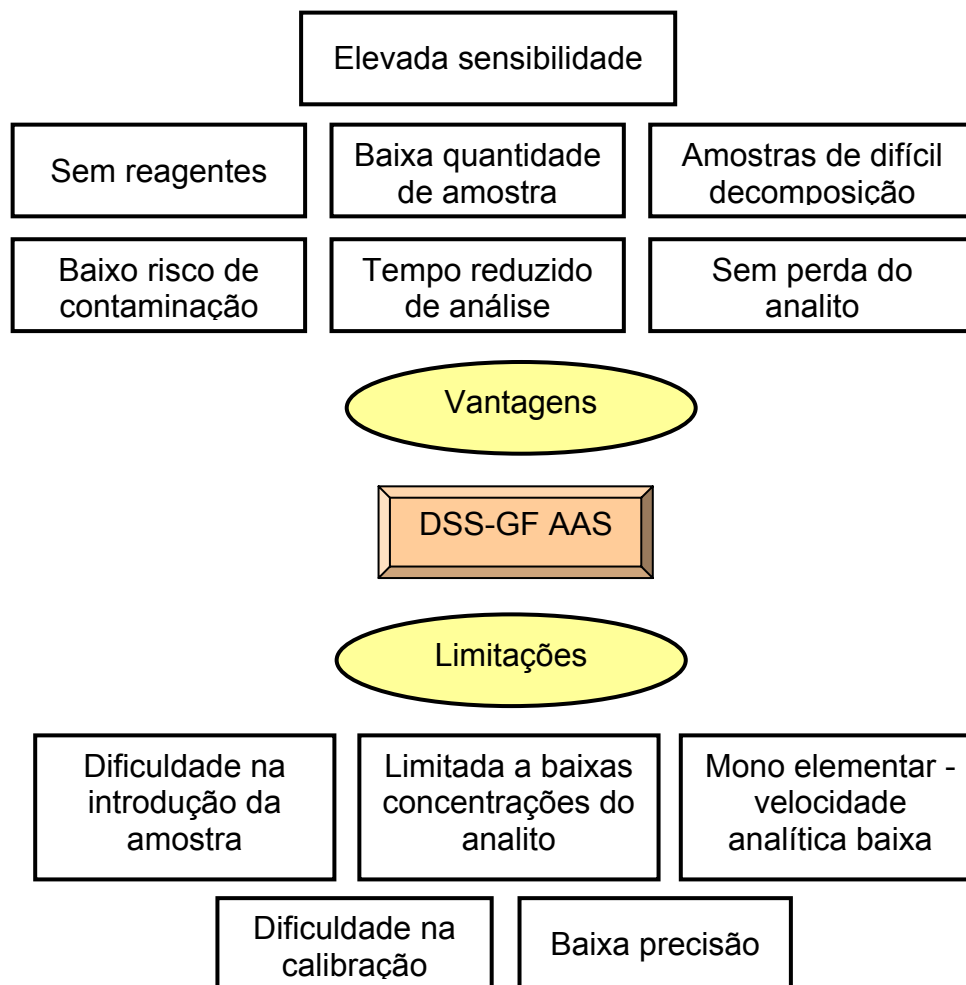 Elevada sensibilidade
Sem reagentes
Baixa quantidade
de amostra
Amostras de difícil
decomposição
Baixo risco de
contaminação
Tempo reduzido
de análise
Sem perda do
analito
Vantagens
DSS-GF AAS
Limitações
Dificuldade na
introdução da
amostra
Limitada a baixas
concentrações do
analito
Mono elementar -
velocidade
analítica baixa
Dificuldade na
calibração
Baixa precisão